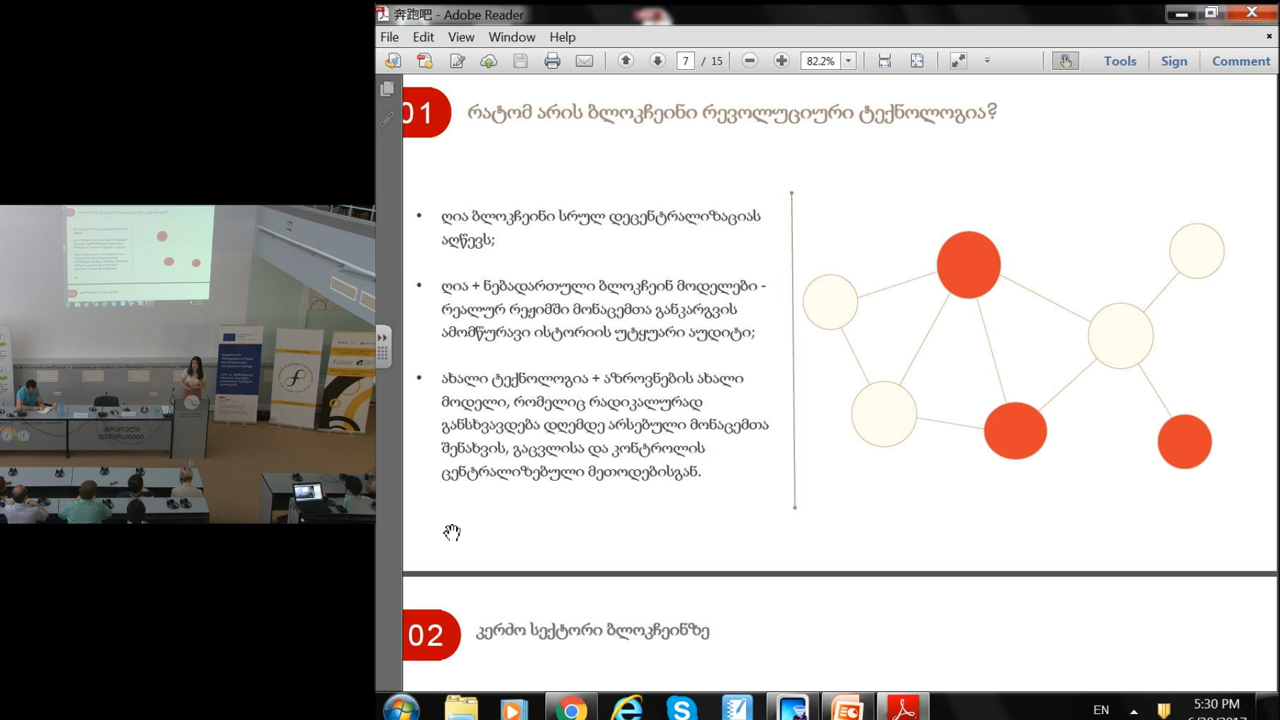 奔跑吧 - Adobe Reader
File Edit View Window Help
7 / 15 82.2% Tools Sign Comment
01 რატომ არის ბლოკჩეინი რევოლუციური ტექნოლოგია?
• ღია ბლოკჩეინი სრულ დეცენტრალიზაციას
აღწევს;
• ღია + ნებადართული ბლოკჩეინ მოდელები -
რეალურ რეჟიმში მონაცემთა განკარგვის
ამომწურავი ისტორიის უტყუარი აუდიტი;
• ახალი ტექნოლოგია + აზროვნების ახალი
მოდელი, რომელიც რადიკალურად
განსხვავდება დღემდე არსებული მონაცემთა
შენახვის, გაცვლისა და კონტროლის
ცენტრალიზებული მეთოდებისგან.
02 კერძო სექტორი ბლოკჩეინზე
EN 5:30 PM